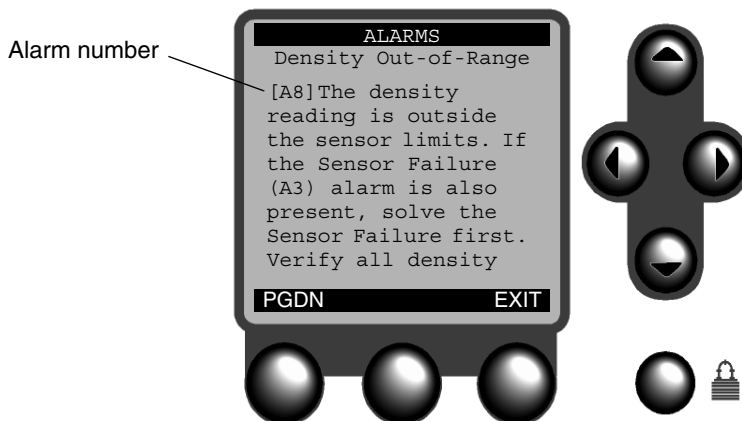 Alarm number
ALARMS
Density Out-of-Range
[A8]The density
reading is outside
the sensor limits. If
the Sensor Failure
(A3) alarm is also
present, solve the
Sensor Failure first.
Verify all density
PGDN EXIT